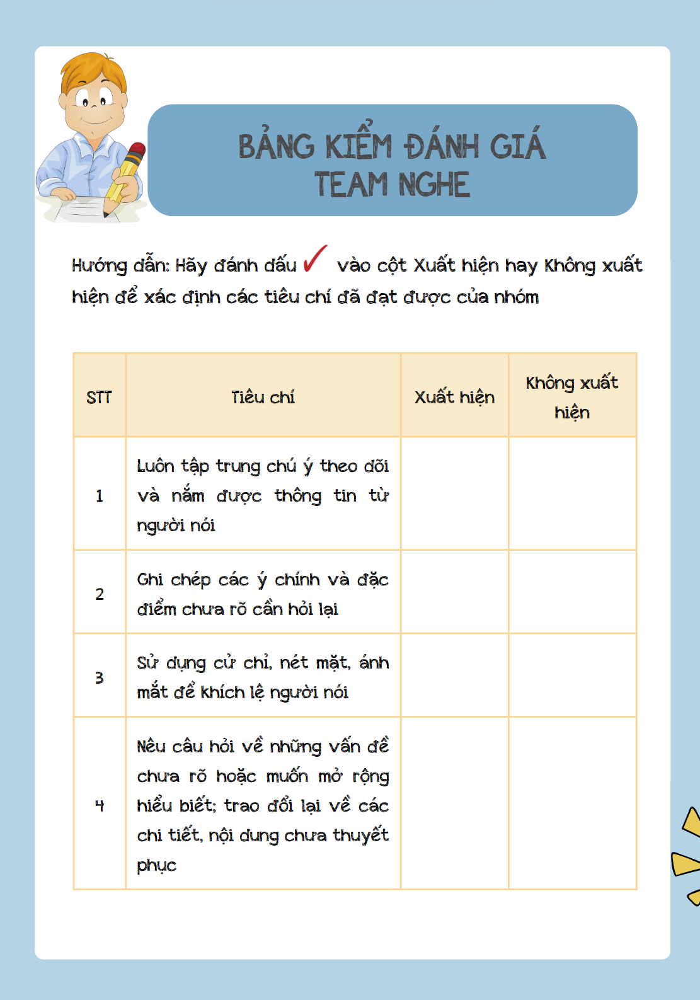 BẢNG KIỂM ĐÁNH GIÁ
TEAM NGHE
Hướng dẫn: Hãy đánh dấu ✓ vào cột Xuất hiện hay Không xuất
hiện để xác định các tiêu chí đã đạt được của nhóm
STT
Tiêu chí
Xuất hiện
Không xuất
hiện
1
Luôn tập trung chú ý theo dõi
và nắm được thông tin từ
người nói
2
Ghi chép các ý chính và đặc
điểm chưa rõ cần hỏi lại
3
Sử dụng cử chỉ, nét mặt, ánh
mắt để khích lệ người nói
4
Nêu câu hỏi về những vấn đề
chưa rõ hoặc muốn mở rộng
hiểu biết; trao đổi lại về các
chi tiết, nội dung chưa thuyết
phục